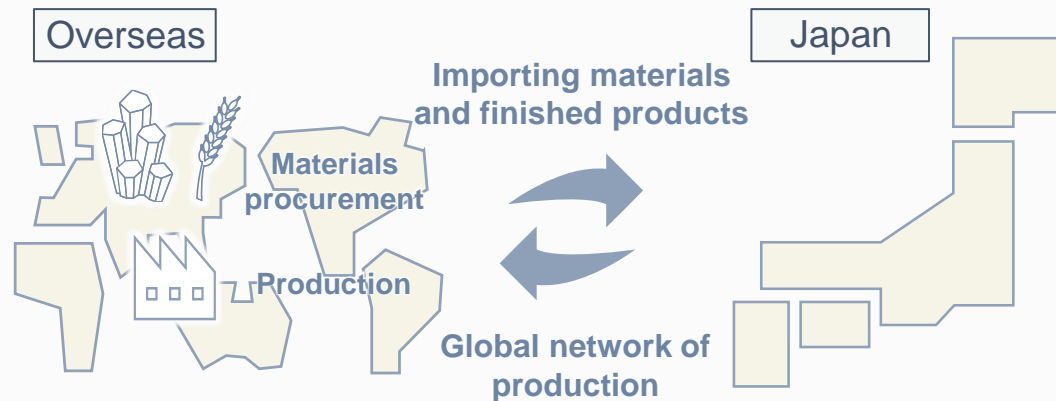 Overseas
Japan
Importing materials
and finished products
Materials
procurement
Production
Global network of
production